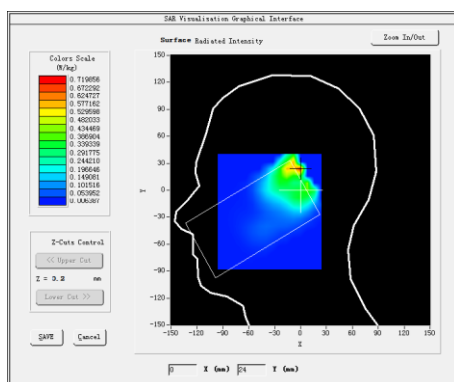 SAR Visualisation Graphical Interface
Surface Radiated Intensity
Zoom In/Out
Colors Scale
(W/kg)
0.719856
0.672292
0.624727
0.577162
0.529598
0.482033
0.434469
0.386904
0.339339
0.291775
0.244210
0.196646
0.149081
0.101516
0.053952
0.006387
Z-Cuts Control
<< Upper Cut
Z = 3.2 mm
Lower Cut >>
SAVE
Cancel
150
120
90
60
30
0
-30
-60
-90
-120
-150
Y
-150 -120 -90 -60 -30 0 30 60 90 120 150
X
0 X (mm) 24 Y (mm)